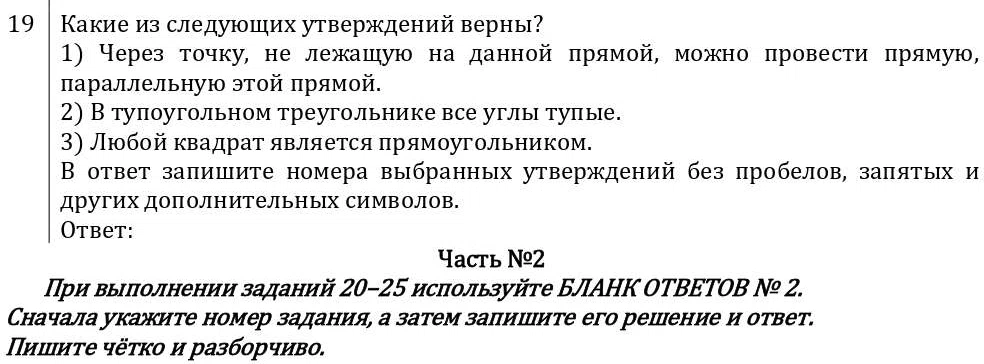 19 Какие из следующих утверждений верны?
1) Через точку, не лежащую на данной прямой, можно провести прямую,
параллельную этой прямой.
2) В тупоугольном треугольнике все углы тупые.
3) Любой квадрат является прямоугольником.
В ответ запишите номера выбранных утверждений без пробелов, запятых и
других дополнительных символов.
Ответ:
Часть №2
При выполнении заданий 20–25 используйте БЛАНК ОТВЕТОВ № 2.
Сначала укажите номер задания, а затем запишите его решение и ответ.
Пишите чётко и разборчиво.